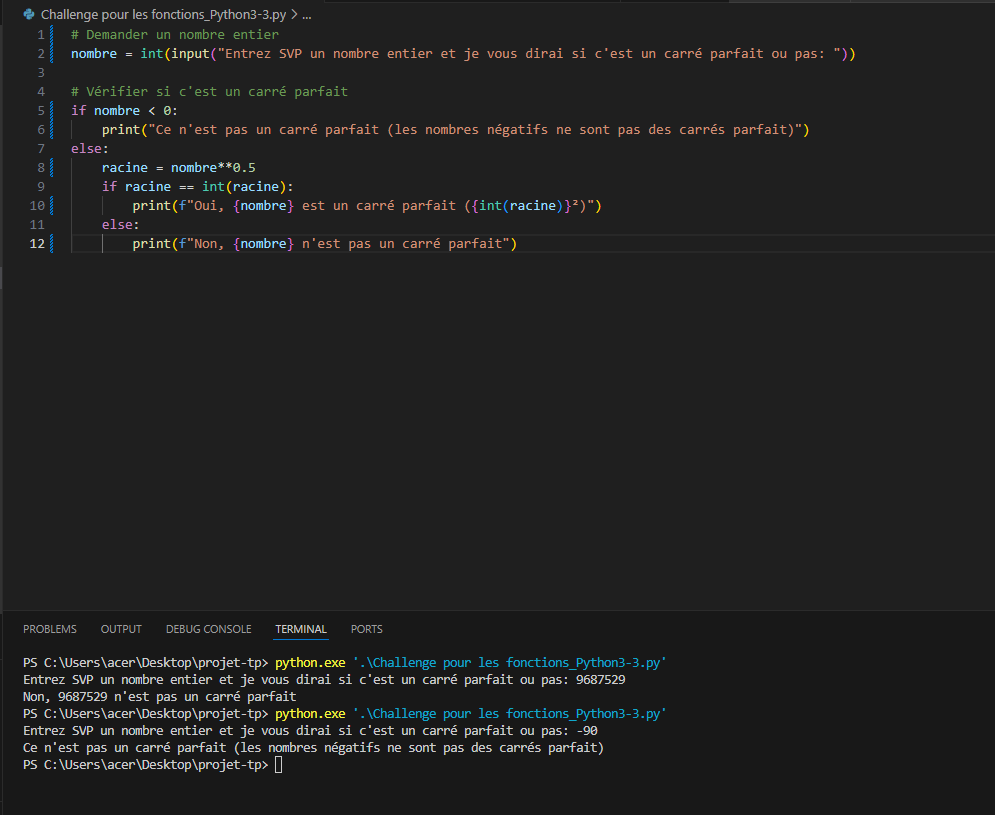 Challenge pour les fonctions_Python3-3.py > ...
1 # Demander un nombre entier
2 nombre = int(input("Entrez SVP un nombre entier et je vous dirai si c'est un carré parfait ou pas: "))
3
4 # Vérifier si c'est un carré parfait
5 if nombre < 0:
6     print("Ce n'est pas un carré parfait (les nombres négatifs ne sont pas des carrés parfait)")
7 else:
8     racine = nombre**0.5
9     if racine == int(racine):
10         print(f"Oui, {nombre} est un carré parfait ({int(racine)}²)")
11     else:
12         print(f"Non, {nombre} n'est pas un carré parfait")
PROBLEMS OUTPUT DEBUG CONSOLE TERMINAL PORTS
PS C:\Users\acer\Desktop\projet-tp> python.exe '.\Challenge pour les fonctions_Python3-3.py'
Entrez SVP un nombre entier et je vous dirai si c'est un carré parfait ou pas: 9687529
Non, 9687529 n'est pas un carré parfait
PS C:\Users\acer\Desktop\projet-tp> python.exe '.\Challenge pour les fonctions_Python3-3.py'
Entrez SVP un nombre entier et je vous dirai si c'est un carré parfait ou pas: -90
Ce n'est pas un carré parfait (les nombres négatifs ne sont pas des carrés parfait)
PS C:\Users\acer\Desktop\projet-tp>